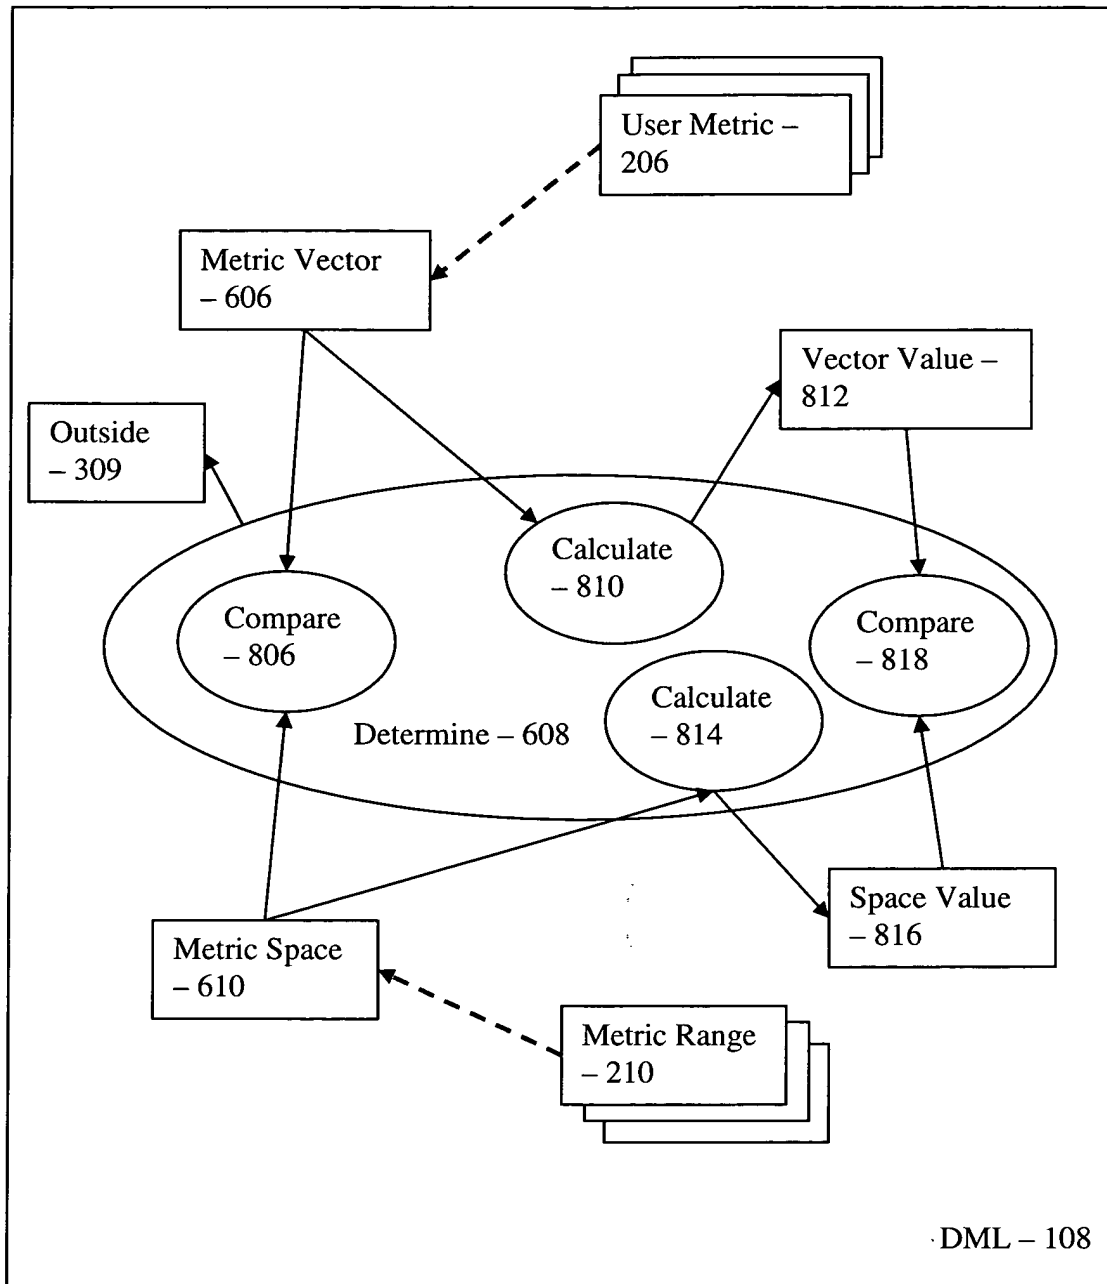 User Metric –
206
Metric Vector
– 606
Vector Value –
812
Outside
– 309
Calculate
– 810
Compare
– 806
Compare
– 818
Calculate
– 814
Determine – 608
Space Value
– 816
Metric Space
– 610
Metric Range
– 210
DML – 108